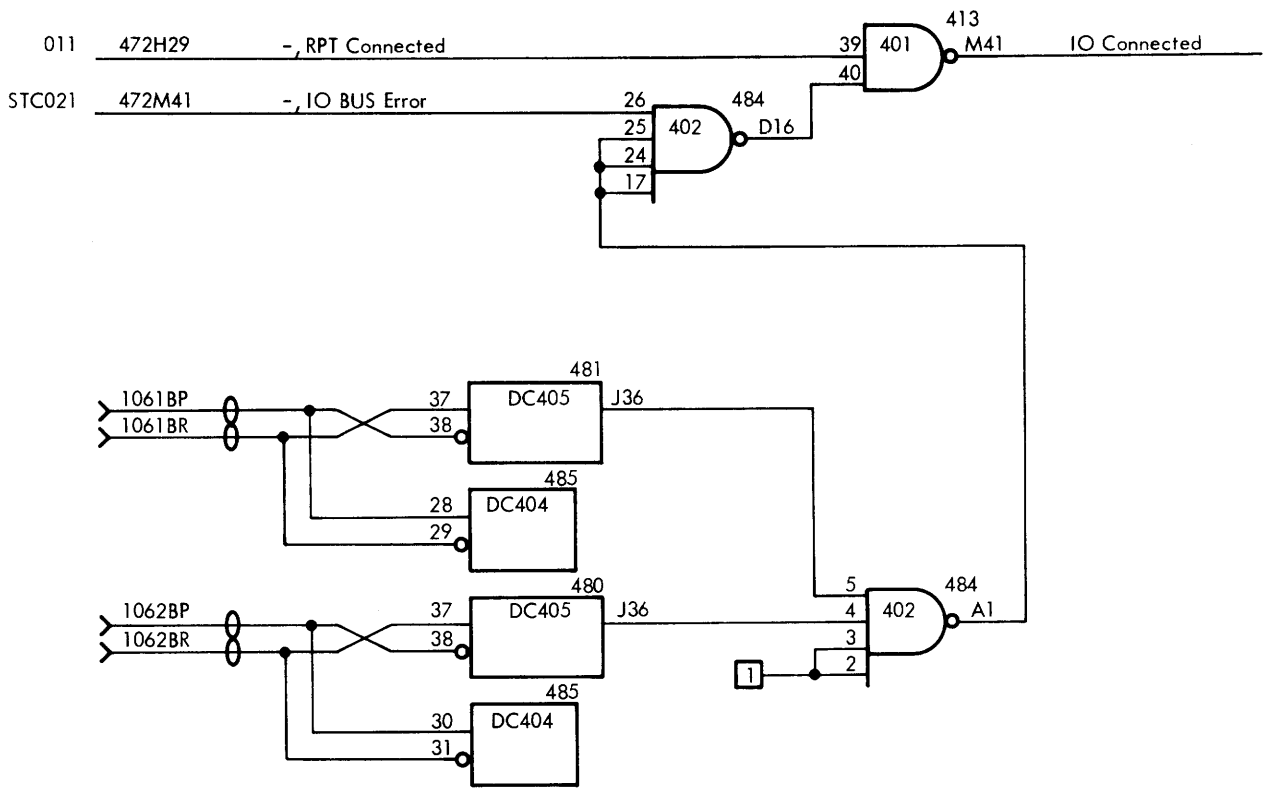 413
011 472H29 -, RPT Connected 39 401 M41 IO Connected
40
STC021 472M41 -, IO BUS Error 26 484
25 402 D16
24
17
481
1061BP 37 DC405 J36
1061BR 38
485
28 DC404
29
480
1062BP 37 DC405 J36
1062BR 38
5 484
4 402 A1
3
1 2
485
30 DC404
31